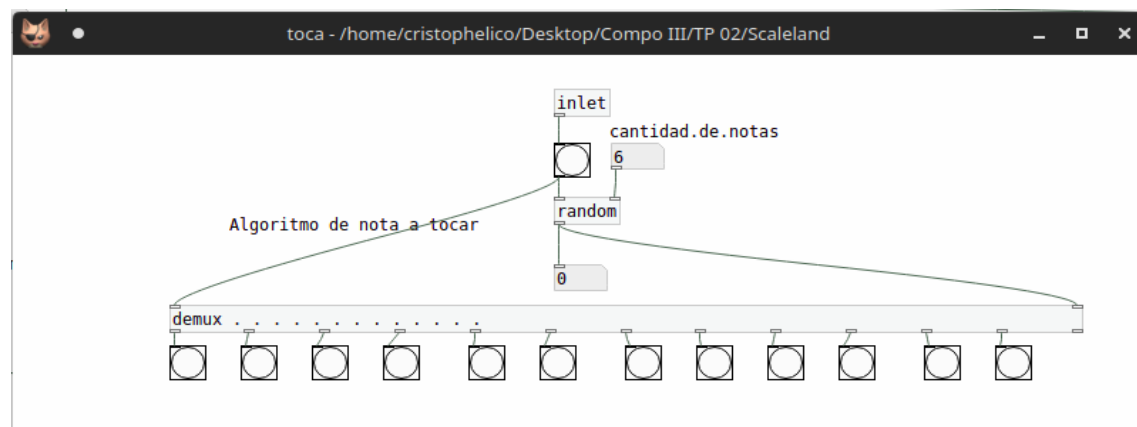 toca - /home/cristophelico/Desktop/Compo III/TP 02/Scaleland
inlet
cantidad.de.notas
6
random
Algoritmo de nota a tocar
0
demux . . . . . . . . . . . . .